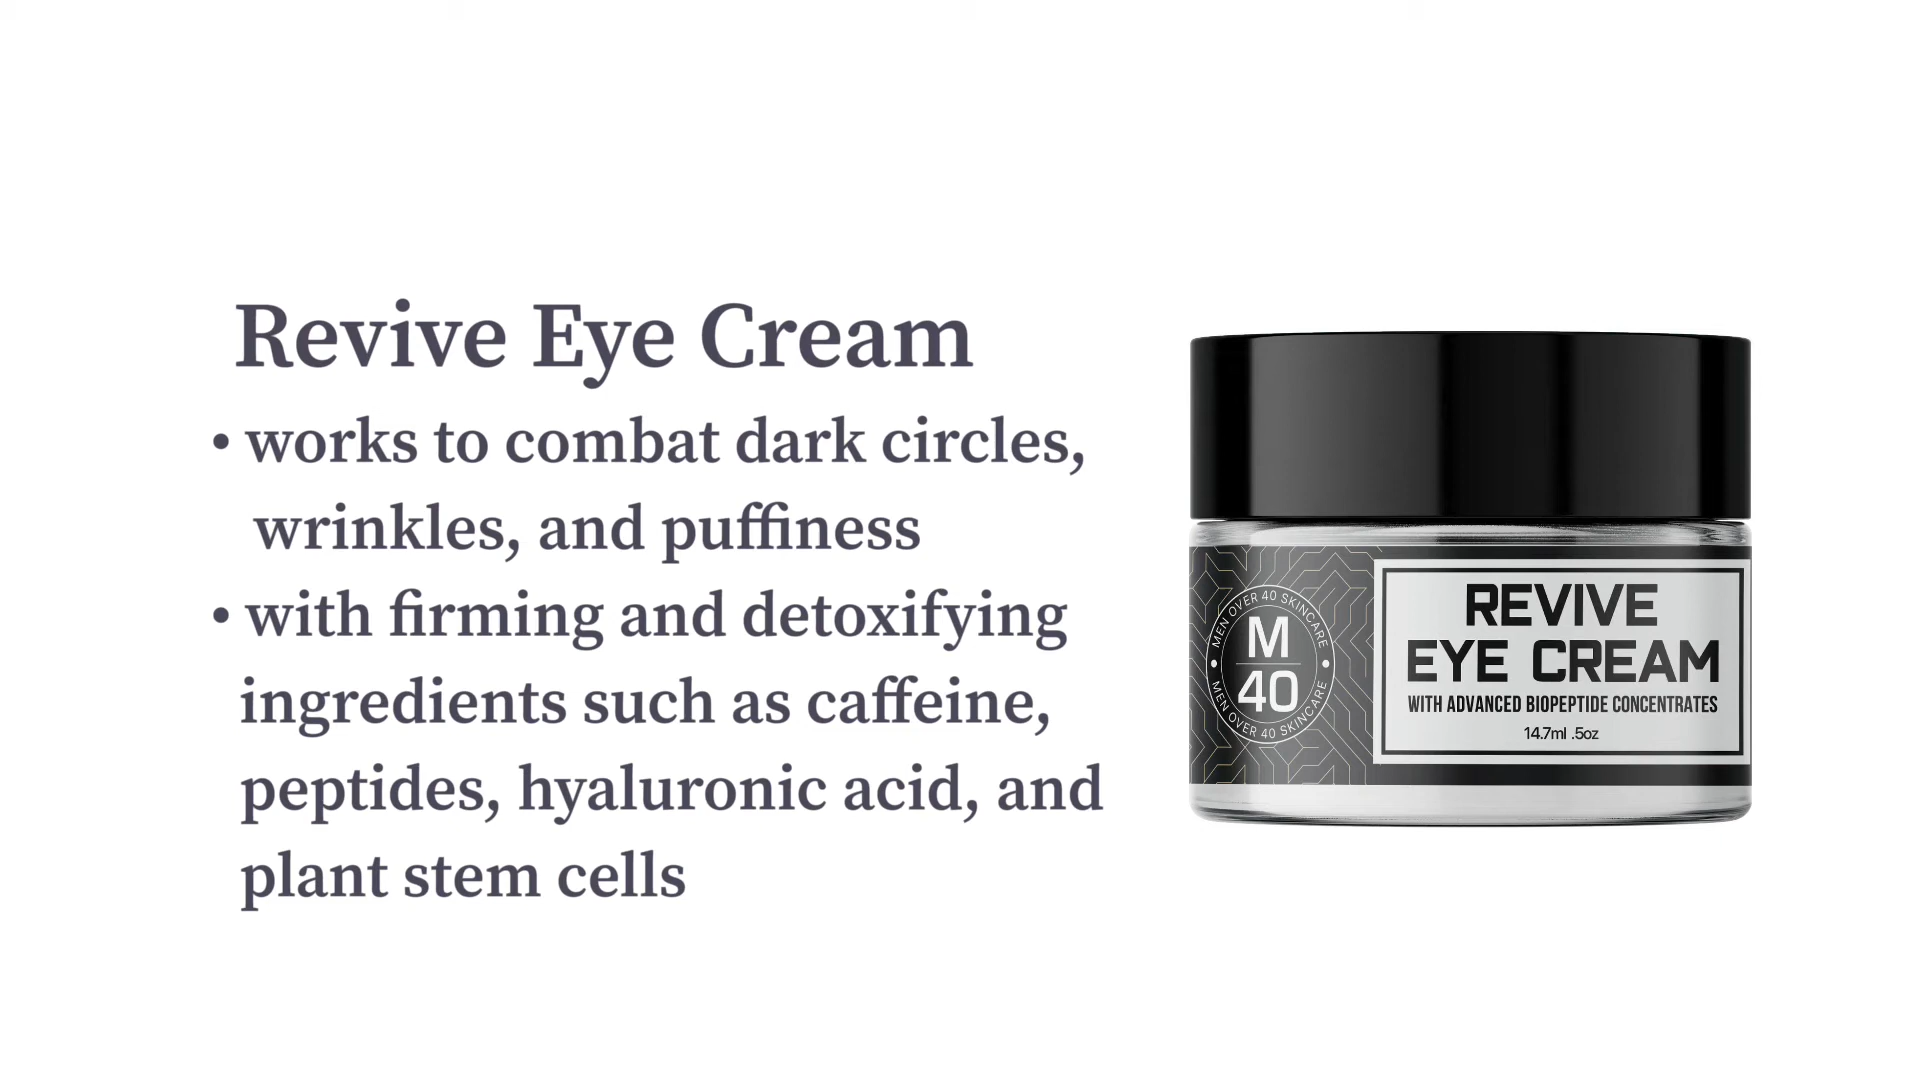 Revive Eye Cream
• works to combat dark circles,
wrinkles, and puffiness
• with firming and detoxifying
ingredients such as caffeine,
peptides, hyaluronic acid, and
plant stem cells
MEN OVER 40 SKINCARE
M
40
MEN OVER 40 SKINCARE
REVIVE
EYE CREAM
WITH ADVANCED BIOPEPTIDE CONCENTRATES
14.7ml .5oz